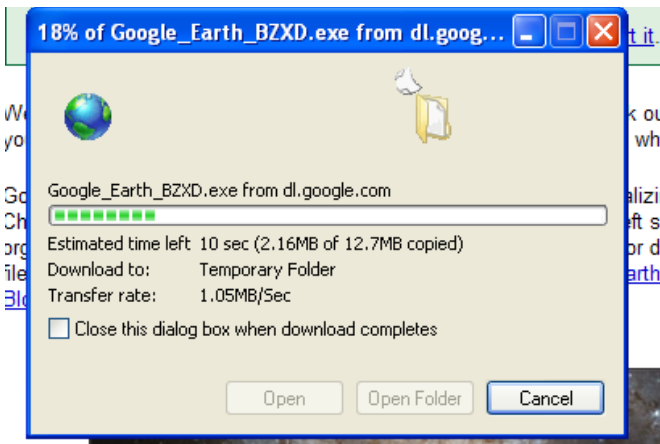 18% of Google_Earth_BZXD.exe from dl.goog...
t it.
Google_Earth_BZXD.exe from dl.google.com
Estimated time left 10 sec (2.16MB of 12.7MB copied)
Download to: Temporary Folder
Transfer rate: 1.05MB/Sec
Close this dialog box when download completes
Open Open Folder Cancel